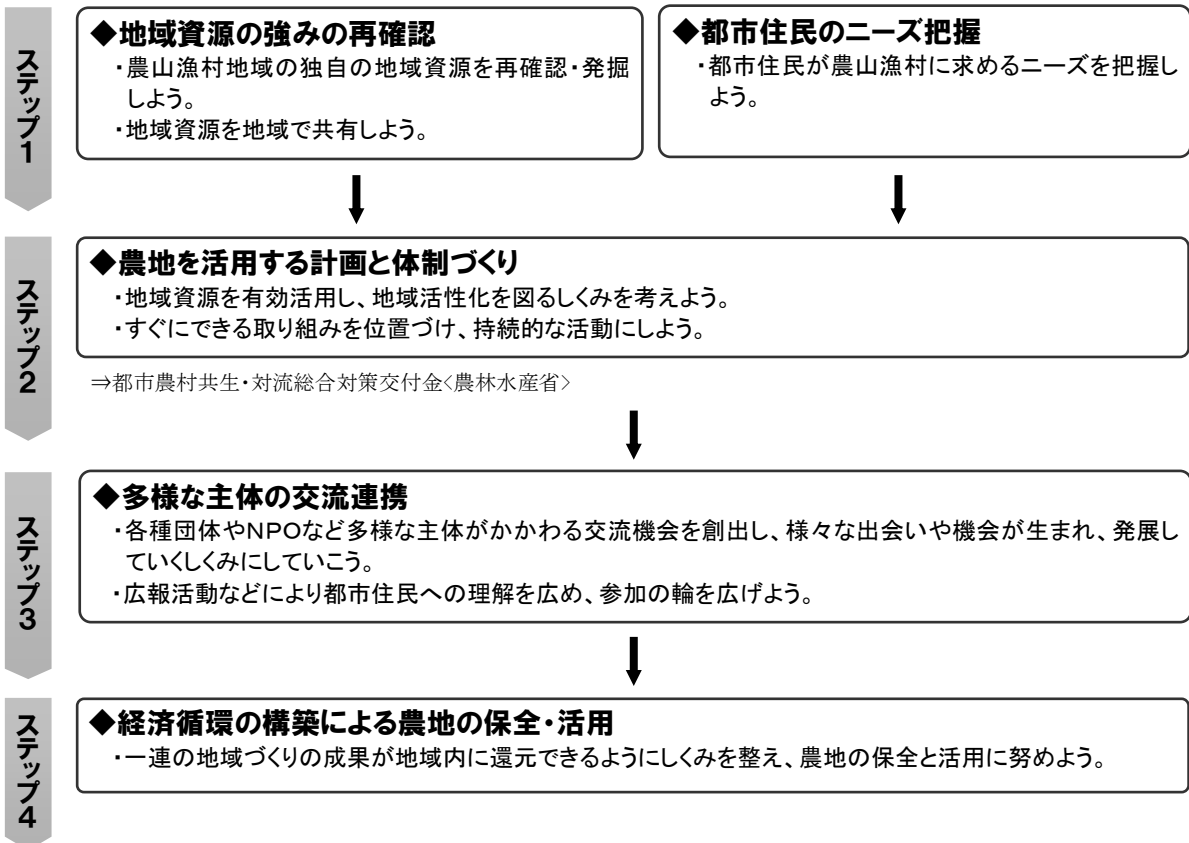 ステップ1
◆地域資源の強みの再確認
・農山漁村地域の独自の地域資源を再確認・発掘
しよう。
・地域資源を地域で共有しよう。
◆都市住民のニーズ把握
・都市住民が農山漁村に求めるニーズを把握し
よう。
ステップ2
◆農地を活用する計画と体制づくり
・地域資源を有効活用し、地域活性化を図るしくみを考えよう。
・すぐにできる取り組みを位置づけ、持続的な活動にしよう。
⇒都市農村共生・対流総合対策交付金<農林水産省>
ステップ3
◆多様な主体の交流連携
・各種団体やNPOなど多様な主体がかかわる交流機会を創出し、様々な出会いや機会が生まれ、発展し
ていくしくみにしていこう。
・広報活動などにより都市住民への理解を広め、参加の輪を広げよう。
ステップ4
◆経済循環の構築による農地の保全・活用
・一連の地域づくりの成果が地域内に還元できるようにしくみを整え、農地の保全と活用に努めよう。